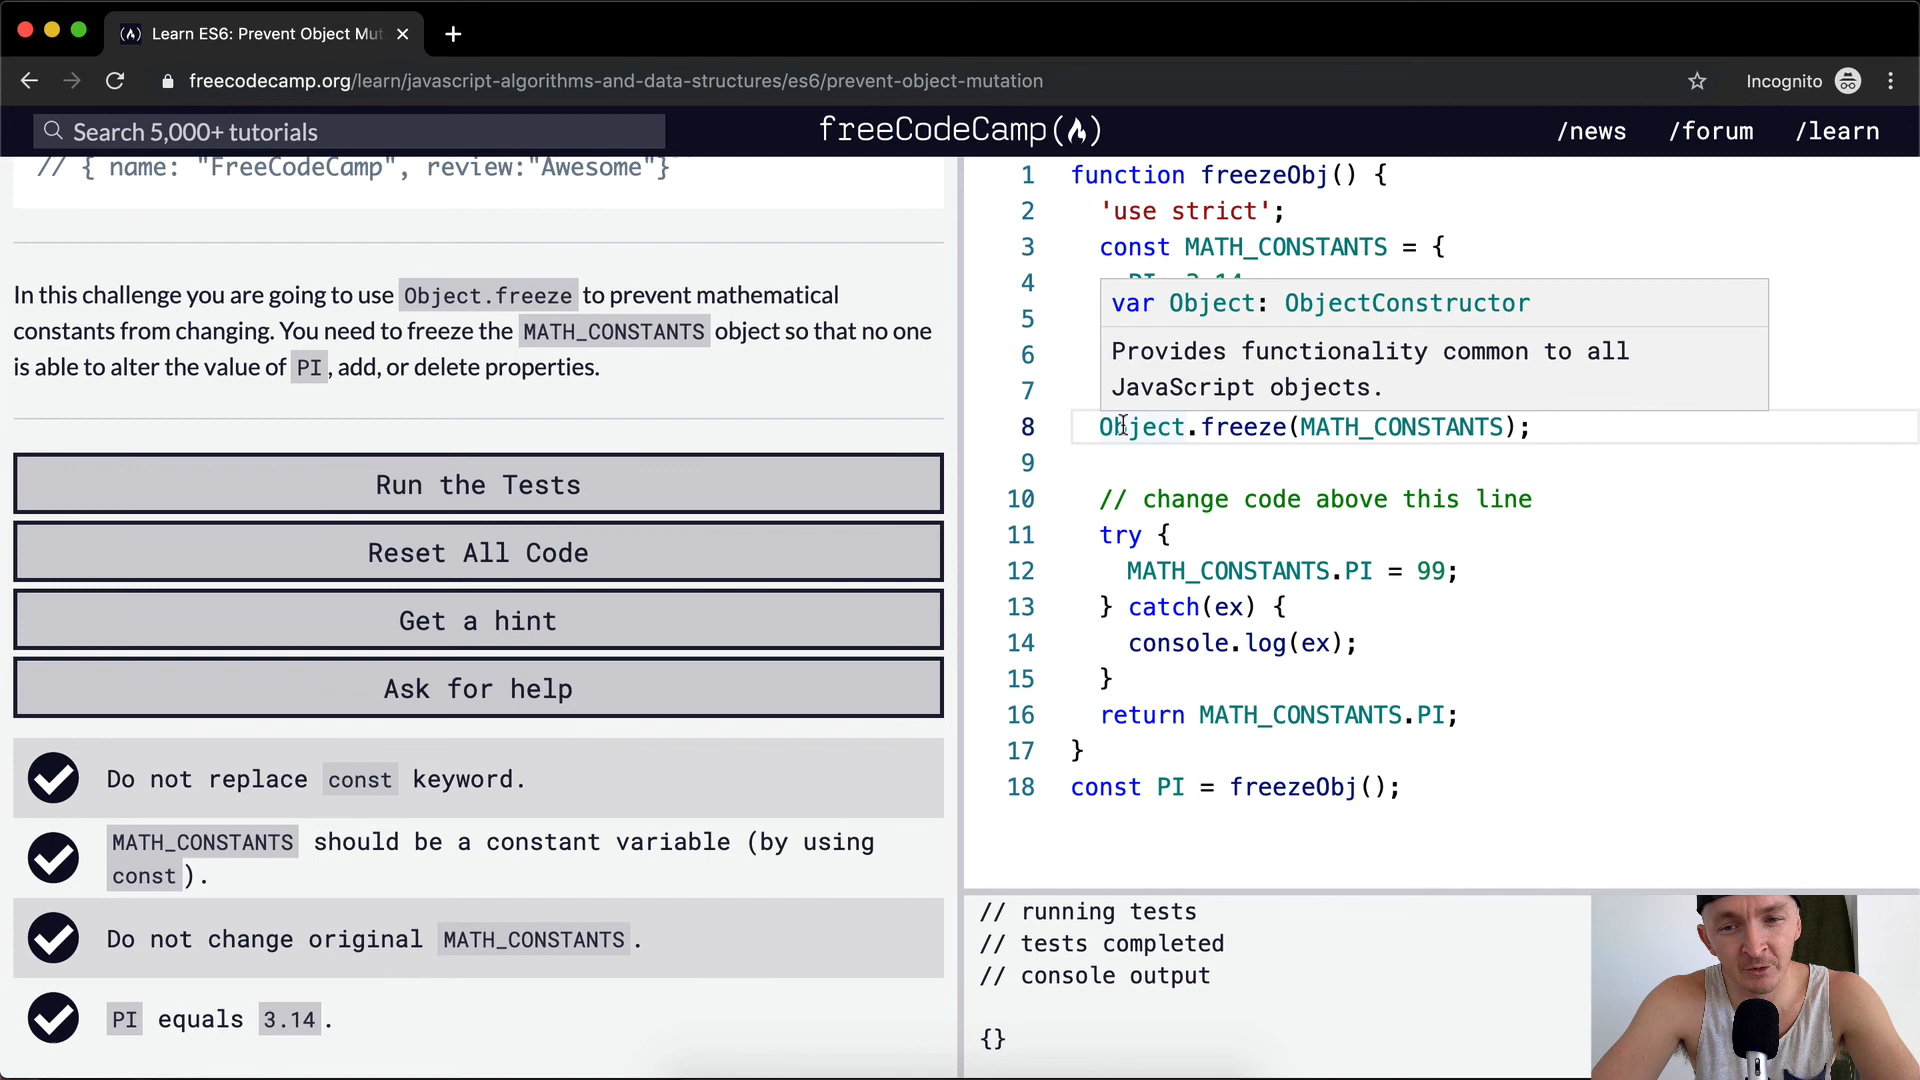 Learn ES6: Prevent Object Mut
freecodecamp.org/learn/javascript-algorithms-and-data-structures/es6/prevent-object-mutation
Incognito
Search 5,000+ tutorials
freeCodeCamp
/news
/forum
/learn
// { name: "FreeCodeCamp", review:"Awesome"}
In this challenge you are going to use Object.freeze to prevent mathematical
constants from changing. You need to freeze the MATH_CONSTANTS object so that no one
is able to alter the value of PI, add, or delete properties.
Run the Tests
Reset All Code
Get a hint
Ask for help
Do not replace const keyword.
MATH_CONSTANTS should be a constant variable (by using
const).
Do not change original MATH_CONSTANTS.
PI equals 3.14.
1 function freezeObj() {
2 'use strict';
3 const MATH_CONSTANTS = {
4 PI: 3.14
var Object: ObjectConstructor
Provides functionality common to all
JavaScript objects.
5
6
7
8 Object.freeze(MATH_CONSTANTS);
9
10 // change code above this line
11 try {
12 MATH_CONSTANTS.PI = 99;
13 } catch(ex) {
14 console.log(ex);
15 }
16 return MATH_CONSTANTS.PI;
17 }
18 const PI = freezeObj();
// running tests
// tests completed
// console output
{}